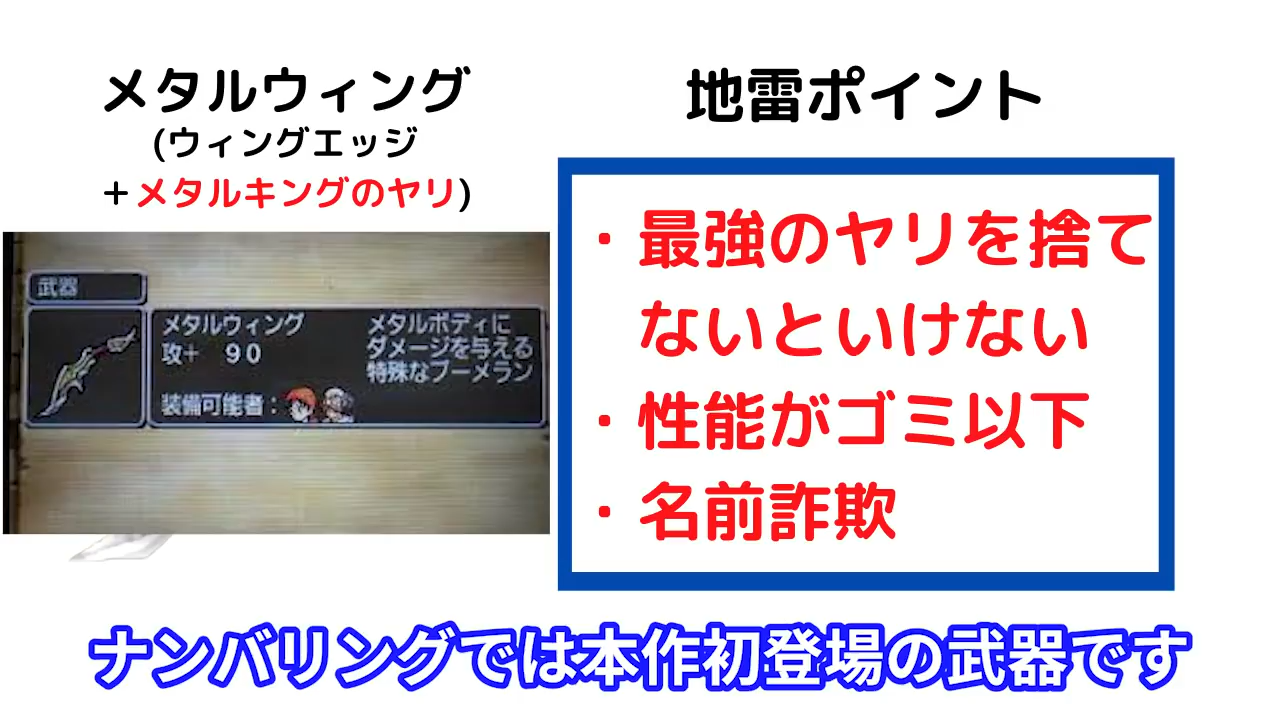 メタルウィング
(ウィングエッジ
＋メタルキングのヤリ)
地雷ポイント
・最強のヤリを捨て
ないといけない
・性能がゴミ以下
・名前詐欺
武器
メタルウィング
攻＋ 90
装備可能者：
メタルボディに
ダメージを与える
特殊なブーメラン
ナンバリングでは本作初登場の武器です